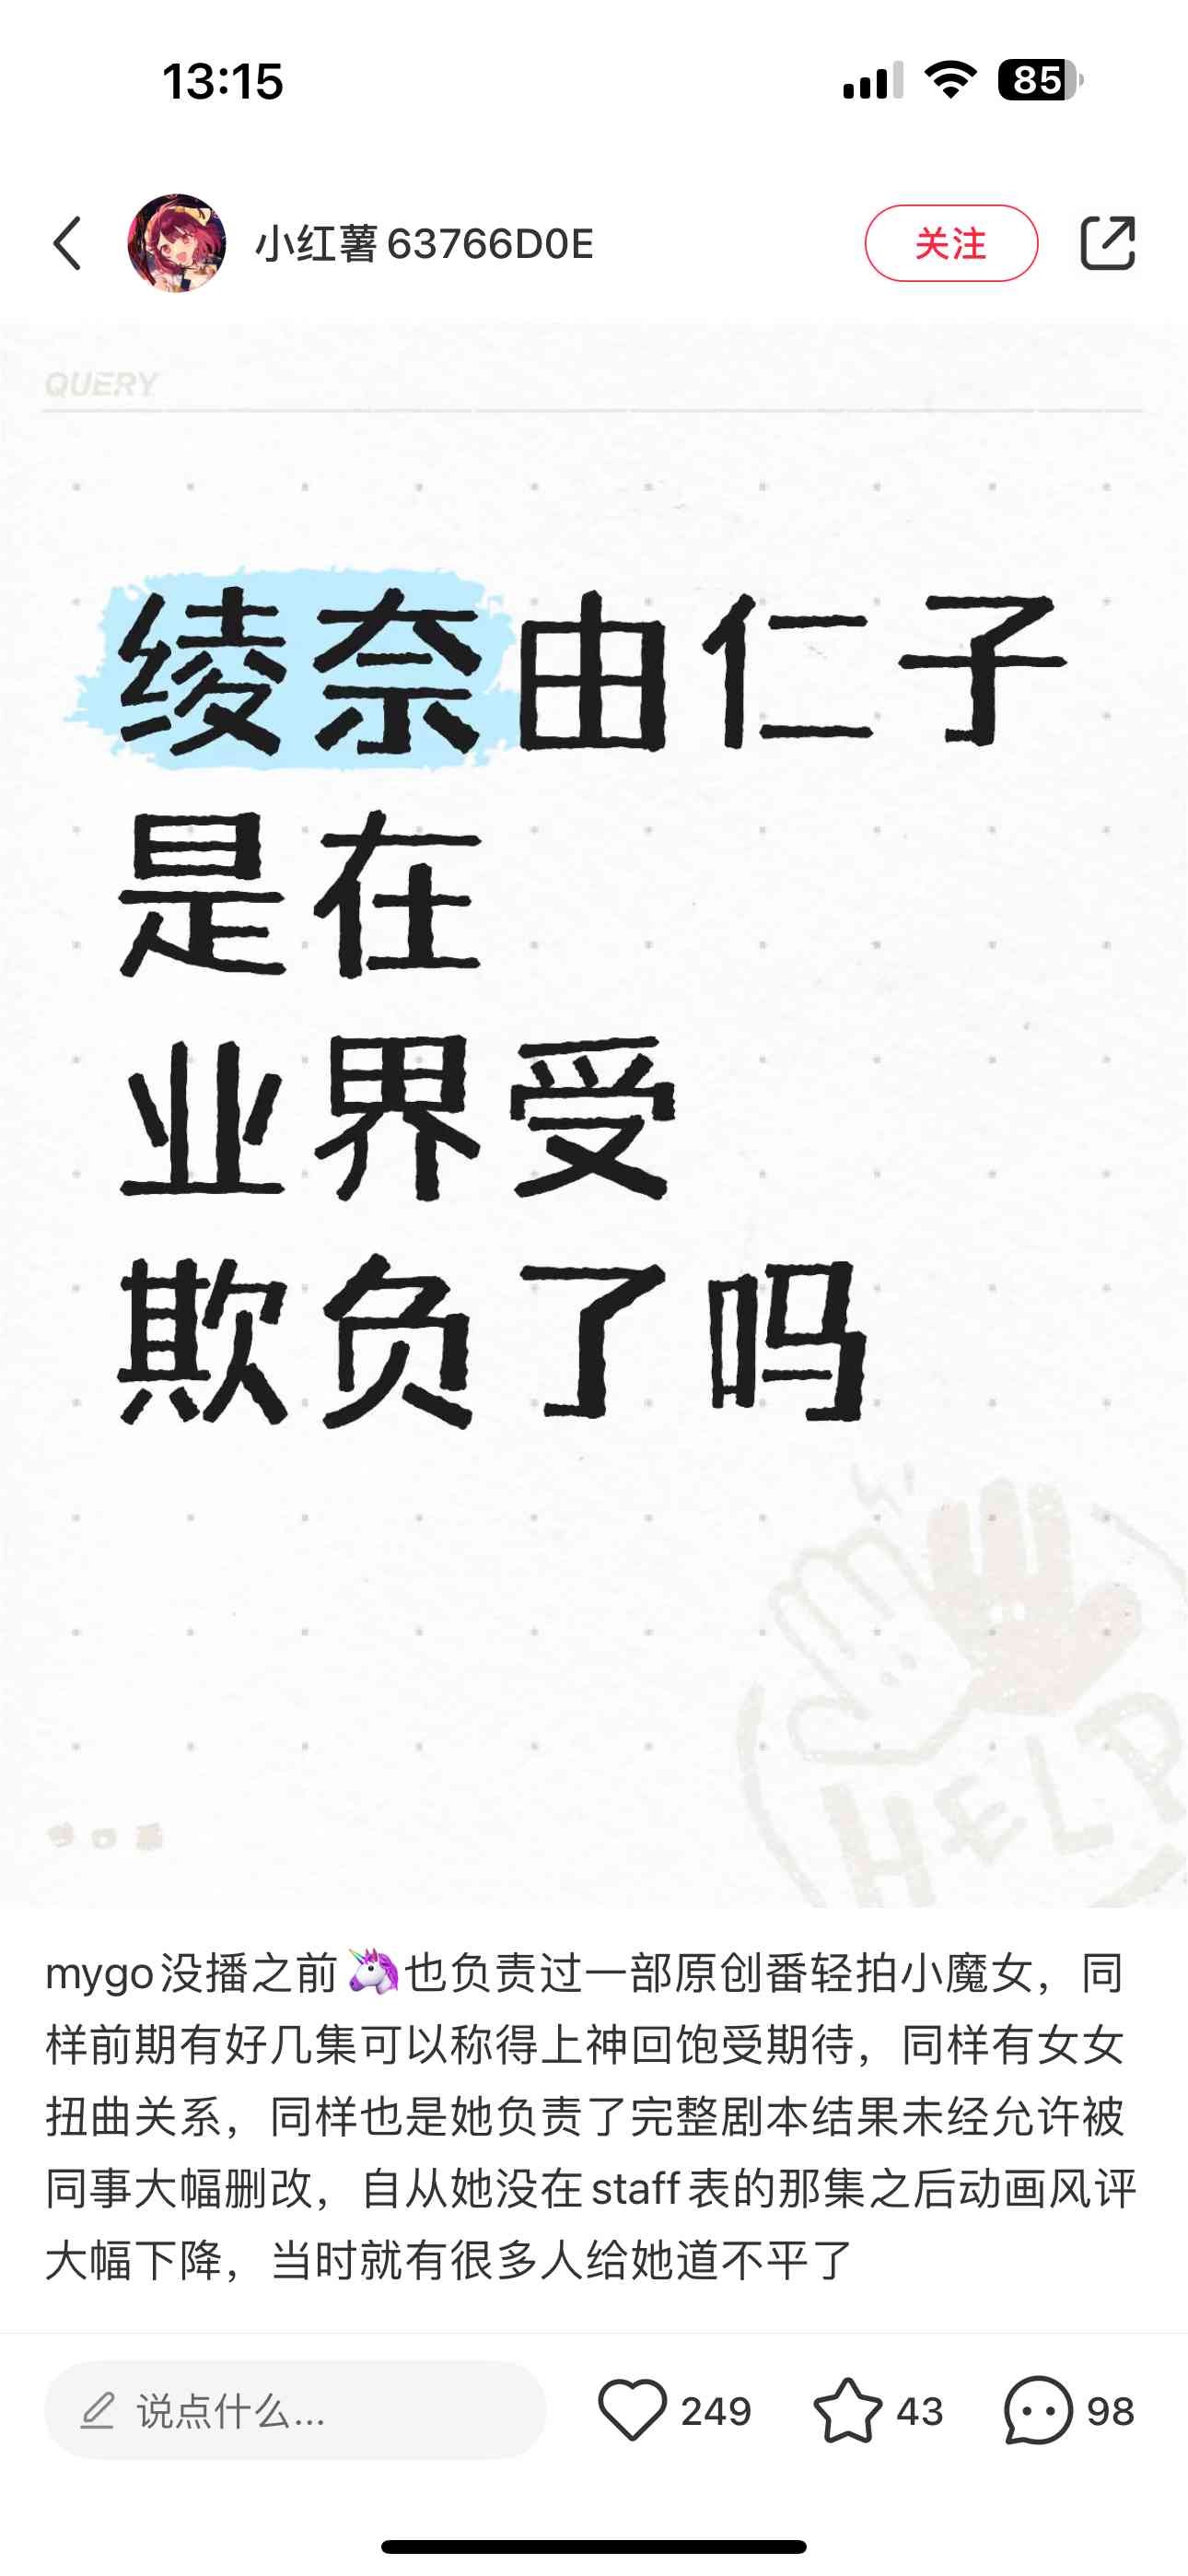 13:15
85
小红薯63766D0E
关注
QUERY
绫奈由仁子
是在
业界受
欺负了吗
HELP
mygo没播之前🦄也负责过一部原创番轻拍小魔女，同
样前期有好几集可以称得上神回饱受期待，同样有女女
扭曲关系，同样也是她负责了完整剧本结果未经允许被
同事大幅删改，自从她没在staff表的那集之后动画风评
大幅下降，当时就有很多人给她道不平了
说点什么...
249
43
98